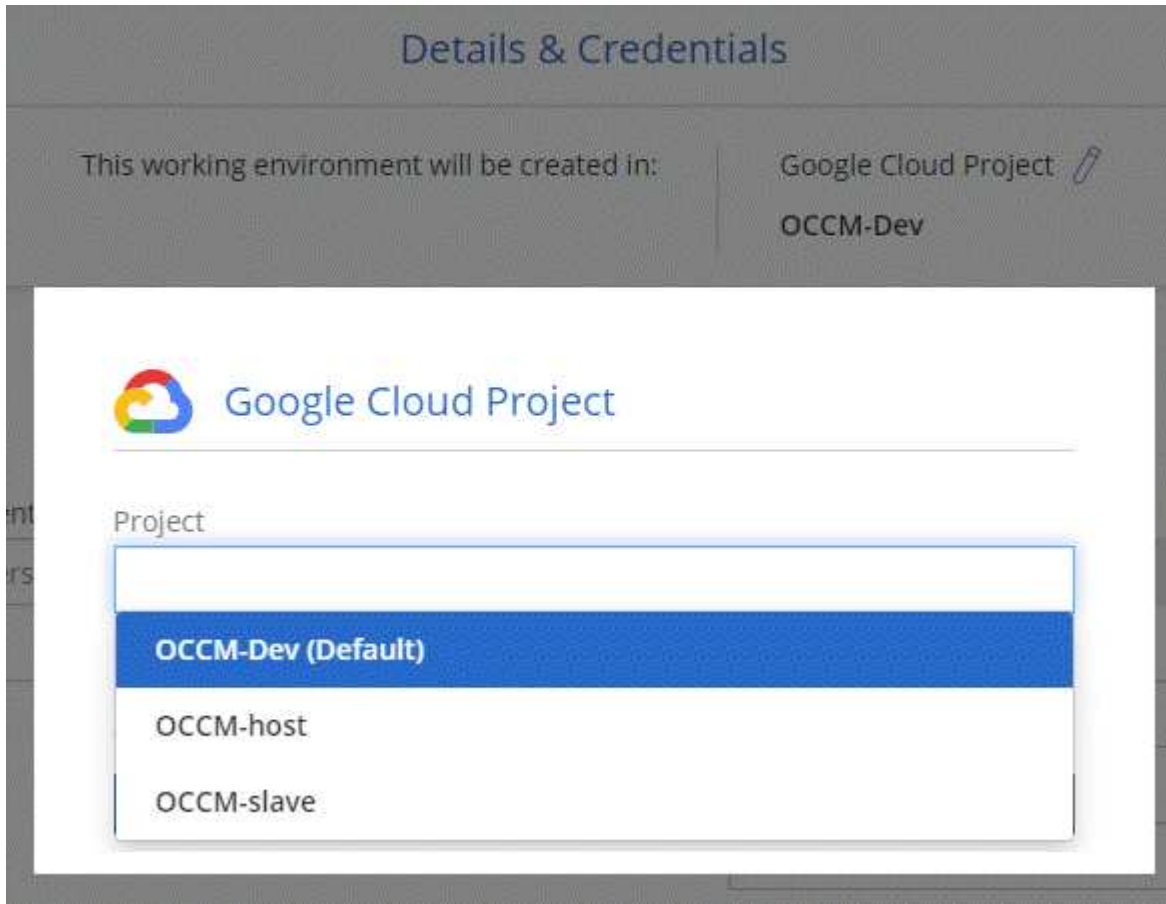 Details & Credentials
This working environment will be created in:
Google Cloud Project
OCCM-Dev
Google Cloud Project
Project
OCCM-Dev (Default)
OCCM-host
OCCM-slave